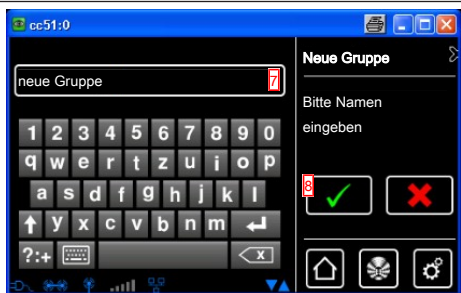 cc51:0
neue Gruppe 7
1 2 3 4 5 6 7 8 9 0
q w e r t z u i o p
a s d f g h j k l
y x c v b n m
?:+
Neue Gruppe
Bitte Namen
eingeben
8